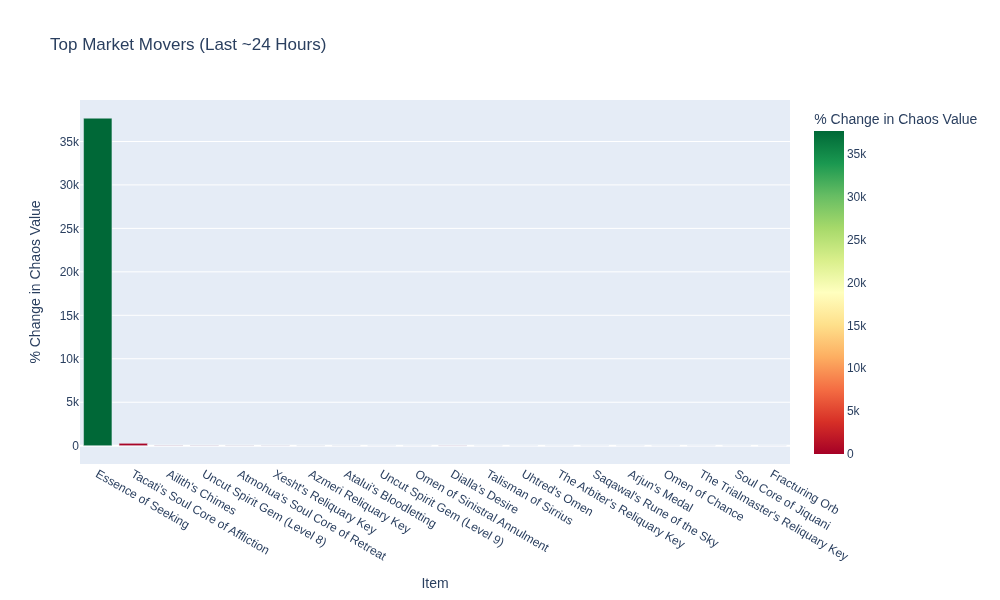 Top Market Movers (Last ~24 Hours)
% Change in Chaos Value
% Change in Chaos Value
35k
30k
25k
20k
15k
10k
5k
0
35k
30k
25k
20k
15k
10k
5k
0
Essence of Seeking
Tacati's Soul Core of Affliction
Ailith's Chimes
Uncut Spirit Gem (Level 8)
Atmohua's Soul Core of Retreat
Xesht's Reliquary Key
Azmeri Reliquary Key
Atalui's Bloodletting
Uncut Spirit Gem (Level 9)
Omen of Sinistral Annulment
Dialla's Desire
Talisman of Sirrius
Uhtred's Omen
The Arbiter's Reliquary Key
Saqawal's Rune of the Sky
Arjun's Medal
Omen of Chance
The Trialmaster's Reliquary Key
Soul Core of Jiquani
Fracturing Orb
Item